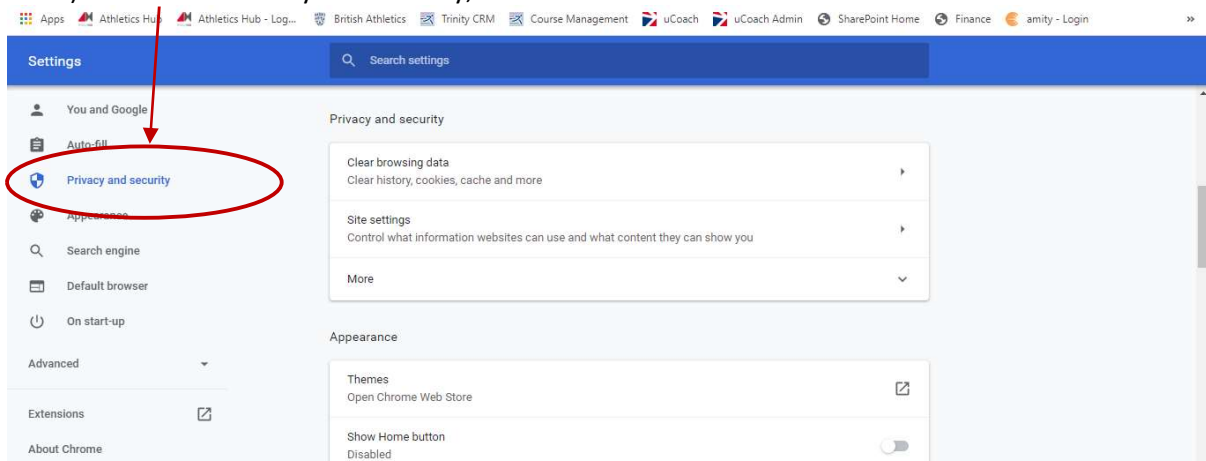 Apps Athletics Hub Athletics Hub - Log... British Athletics Trinity CRM Course Management uCoach uCoach Admin SharePoint Home Finance amity - Login »
Settings
Search settings
You and Google
Auto-fill
Privacy and security
Appearance
Search engine
Default browser
On start-up
Advanced
Extensions
About Chrome
Privacy and security
Clear browsing data
Clear history, cookies, cache and more
Site settings
Control what information websites can use and what content they can show you
More
Appearance
Themes
Open Chrome Web Store
Show Home button
Disabled